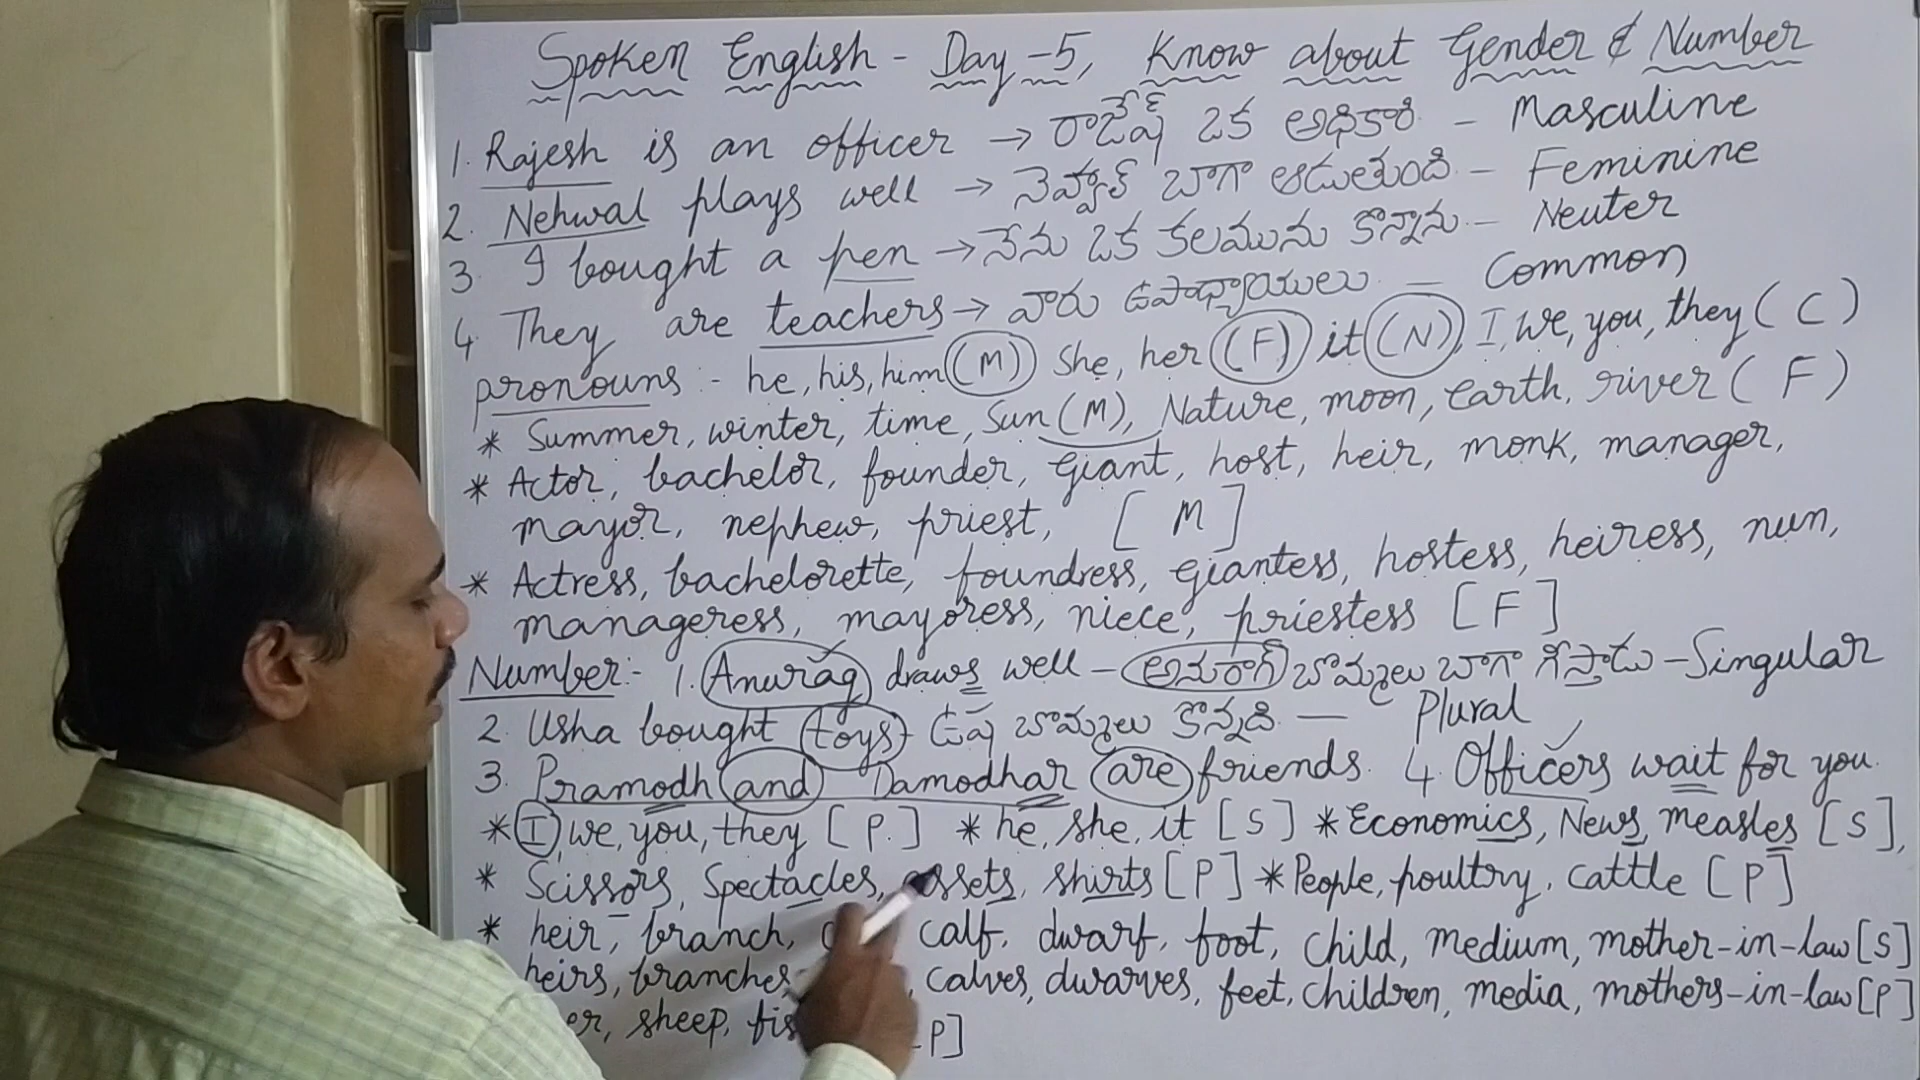 Spoken English - Day - 5, Know about Gender & Number
1. Rajesh is an officer → రాజేష్ ఒక అధికారి - Masculine
2. Nehwal plays well → నెహ్వాల్ బాగా ఆడుతుంది - Feminine
3 I bought a pen → నేను ఒక కలమును కొన్నాను - Neuter
4 They are teachers → వారు ఉపాధ్యాయులు - Common
pronouns :- he, his, him (M) She, her (F) it (N), I, We, you, they (C)
* Summer, winter, time, Sun (M), Nature, moon, earth, river (F)
* Actor, bachelor, founder, Giant, host, heir, monk, manager,
mayor, nephew, priest, [M]
* Actress, bachelorette, foundress, giantess, hostess, heiress, nun,
manageress, mayoress, niece, priestess [F]
Number:- 1. Anurag draws well - అనురాగ్ బొమ్మలు బాగా గీస్తాడు - Singular
2. Usha bought toys - ఉష బొమ్మలు కొన్నది - Plural
3. Pramodh and Damodhar are friends. 4. Officers wait for you.
* I, we, you, they [P.] * he, she, it [S] * Economics, News, measles [S],
* Scissors, Spectacles, assets, shirts [P] * People, poultry, cattle [P]
* heir, branch, calf, dwarf, foot, child, medium, mother-in-law [S]
heirs, branches, calves, dwarves, feet, children, media, mothers-in-law [P]
sheep, P]